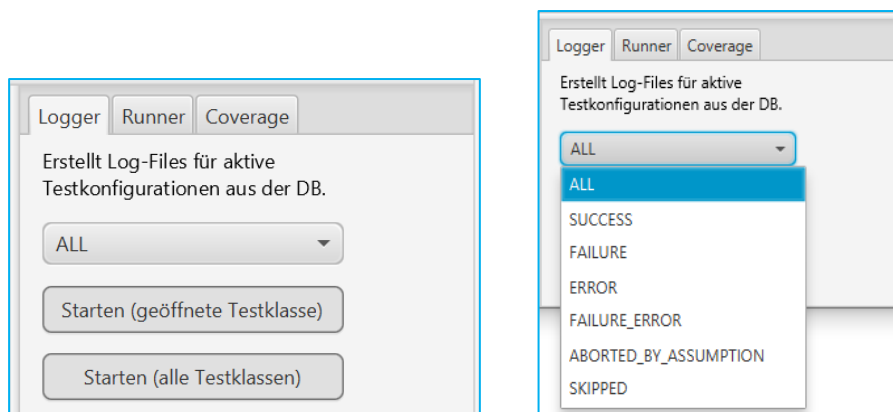 Logger Runner Coverage
Erstellt Log-Files für aktive
Testkonfigurationen aus der DB.
ALL
Starten (geöffnete Testklasse)
Starten (alle Testklassen)
Logger Runner Coverage
Erstellt Log-Files für aktive
Testkonfigurationen aus der DB.
ALL
ALL
SUCCESS
FAILURE
ERROR
FAILURE_ERROR
ABORTED_BY_ASSUMPTION
SKIPPED